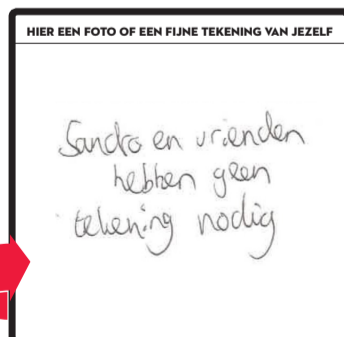 HIER EEN FOTO OF EEN FIJNE TEKENING VAN JEZELF
Sandro en vrienden
hebben geen
tekening nodig